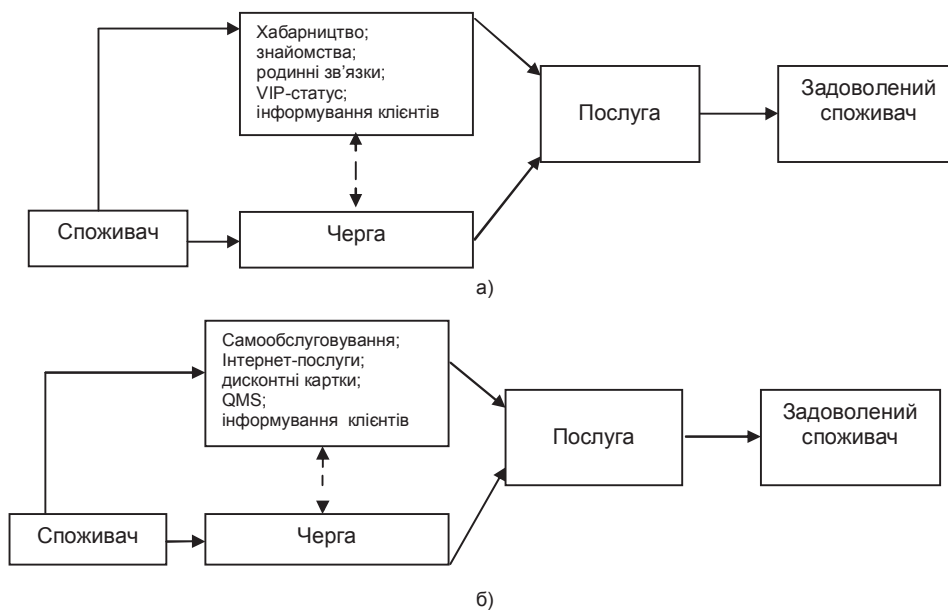 Хабарництво;
знайомства;
родинні зв'язки;
VIP-статус;
інформування клієнтів
Послуга
Задоволений
споживач
Споживач
Черга
а)
Самообслуговування;
Інтернет-послуги;
дисконтні картки;
QMS;
інформування клієнтів
Послуга
Задоволений
споживач
Споживач
Черга
б)